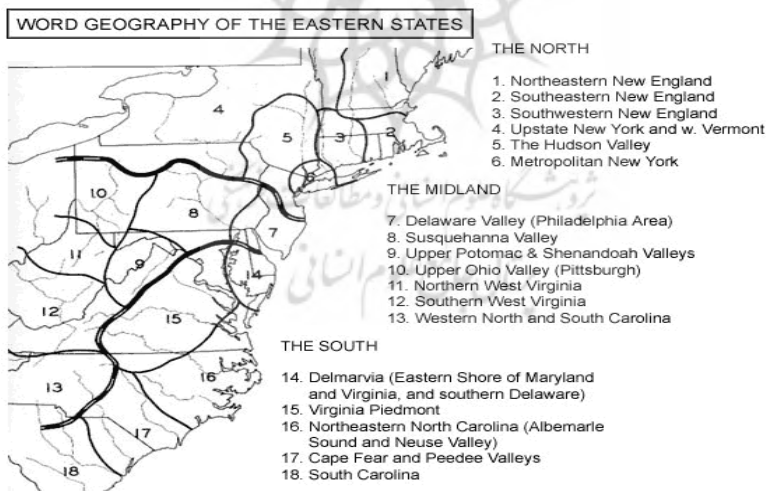 WORD GEOGRAPHY OF THE EASTERN STATES
THE NORTH
1. Northeastern New England
2. Southeastern New England
3. Southwestern New England
4. Upstate New York and w. Vermont
5. The Hudson Valley
6. Metropolitan New York
THE MIDLAND
7. Delaware Valley (Philadelphia Area)
8. Susquehanna Valley
9. Upper Potomac & Shenandoah Valleys
10. Upper Ohio Valley (Pittsburgh)
11. Northern West Virginia
12. Southern West Virginia
13. Western North and South Carolina
THE SOUTH
14. Delmarvia (Eastern Shore of Maryland
and Virginia, and southern Delaware)
15. Virginia Piedmont
16. Northeastern North Carolina (Albemarle
Sound and Neuse Valley)
17. Cape Fear and Peedee Valleys
18. South Carolina
1
4
5
3
2
6
10
8
7
11
9
14
12
15
13
16
17
18